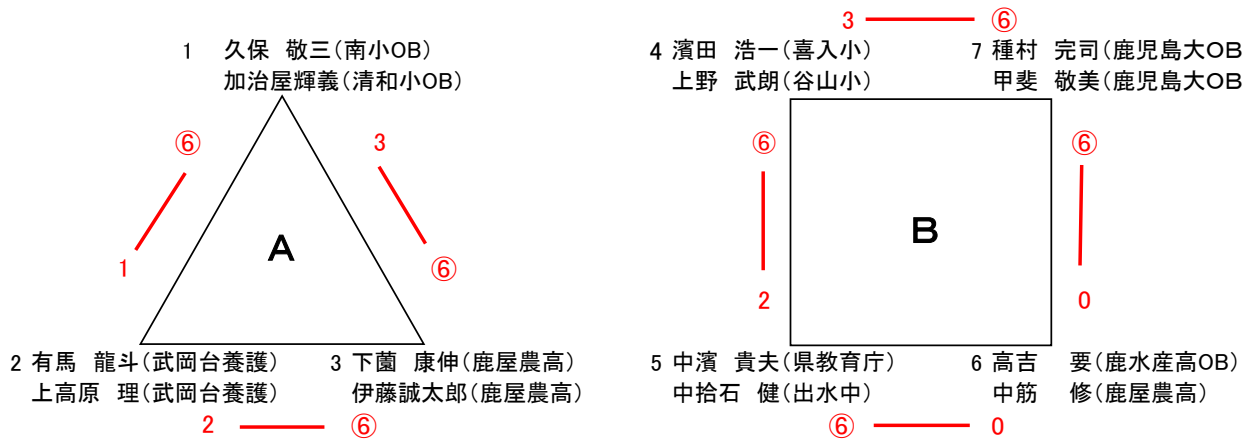 1 久保 敬三(南小OB)
加治屋輝義(清和小OB)
⑥ 3
A
1 ⑥
2 有馬 龍斗(武岡台養護)
上高原 理(武岡台養護)
3 下薗 康伸(鹿屋農高)
伊藤誠太郎(鹿屋農高)
2 ⑥
3 ⑥
4 濱田 浩一(喜入小)
上野 武朗(谷山小)
7 種村 完司(鹿児島大OB
甲斐 敬美(鹿児島大OB
⑥ ⑥
B
2 0
5 中濱 貴夫(県教育庁)
中拾石 健(出水中)
6 高吉 要(鹿水産高OB)
中筋 修(鹿屋農高)
⑥ 0